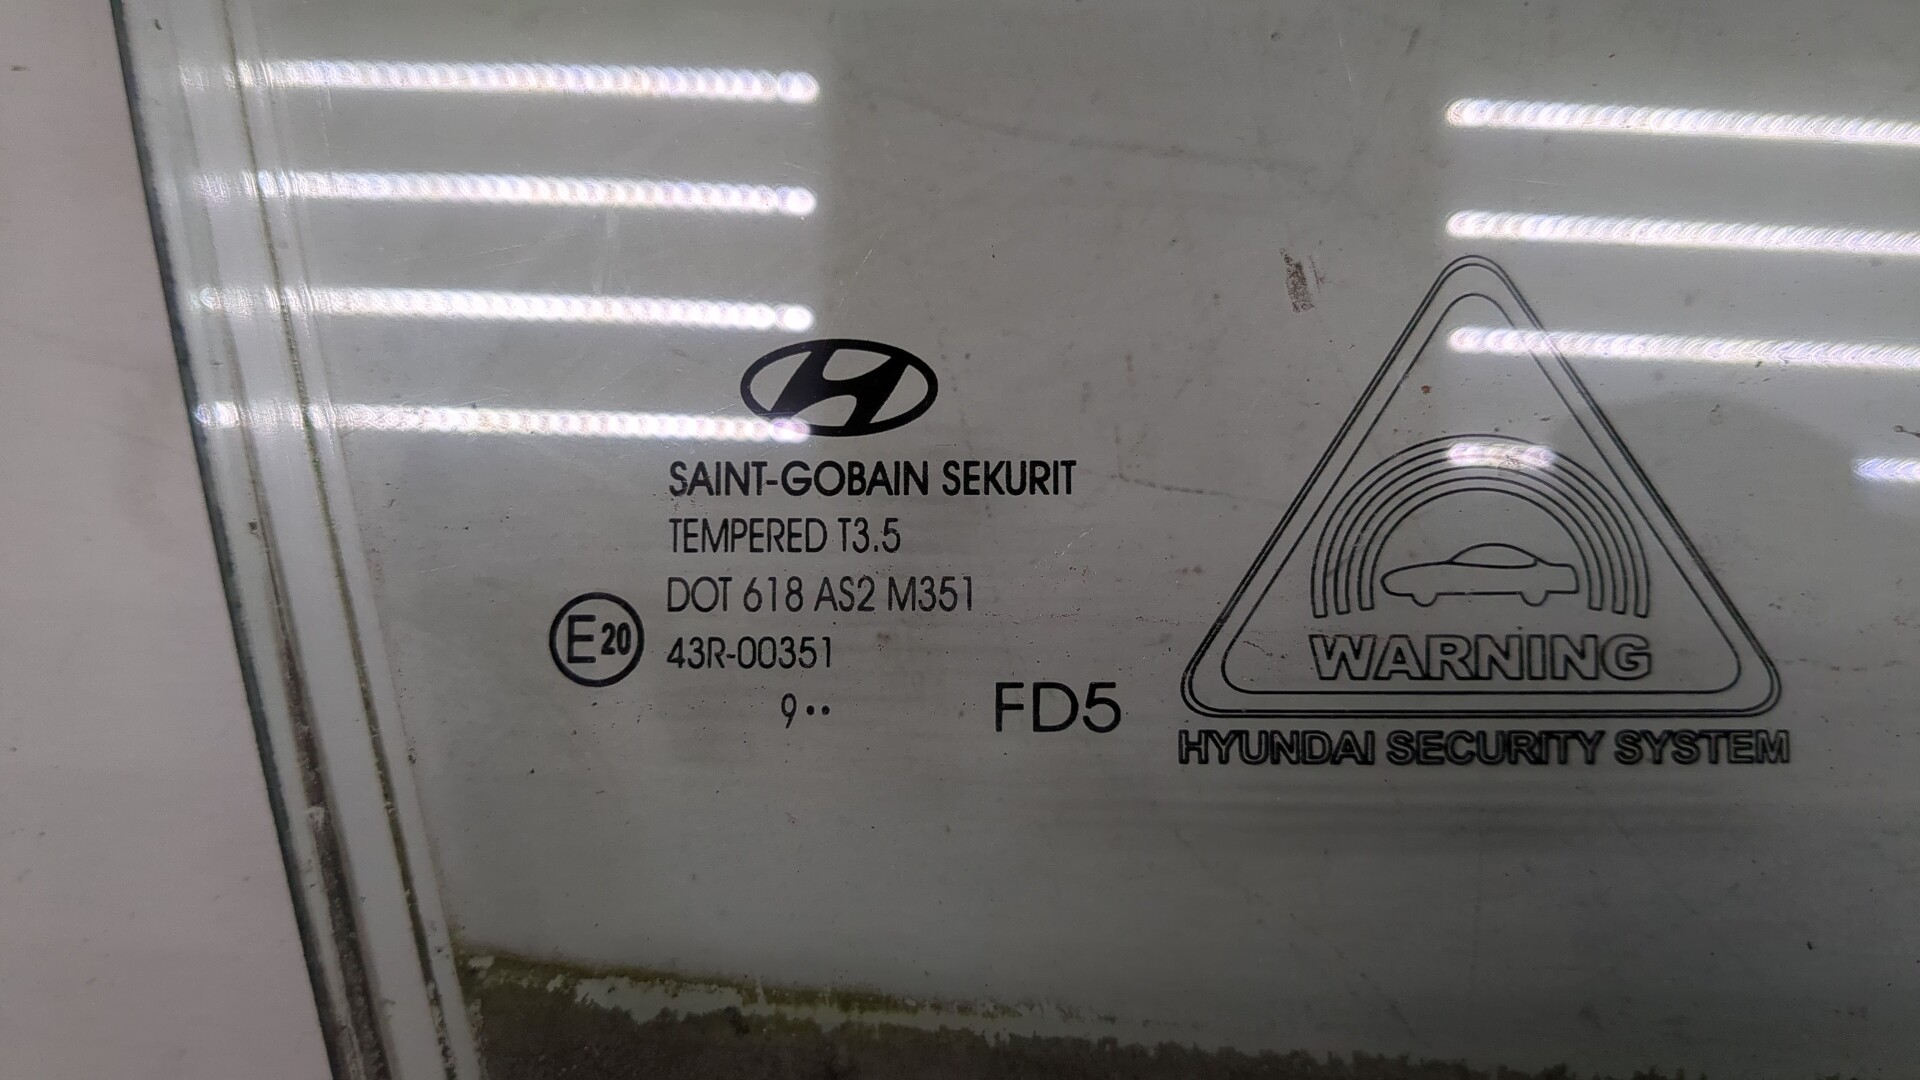 SAINT-GOBAIN SEKURIT
TEMPERED T3.5
DOT 618 AS2 M351
E20 43R-00351
9••
FD5
WARNING
HYUNDAI SECURITY SYSTEM